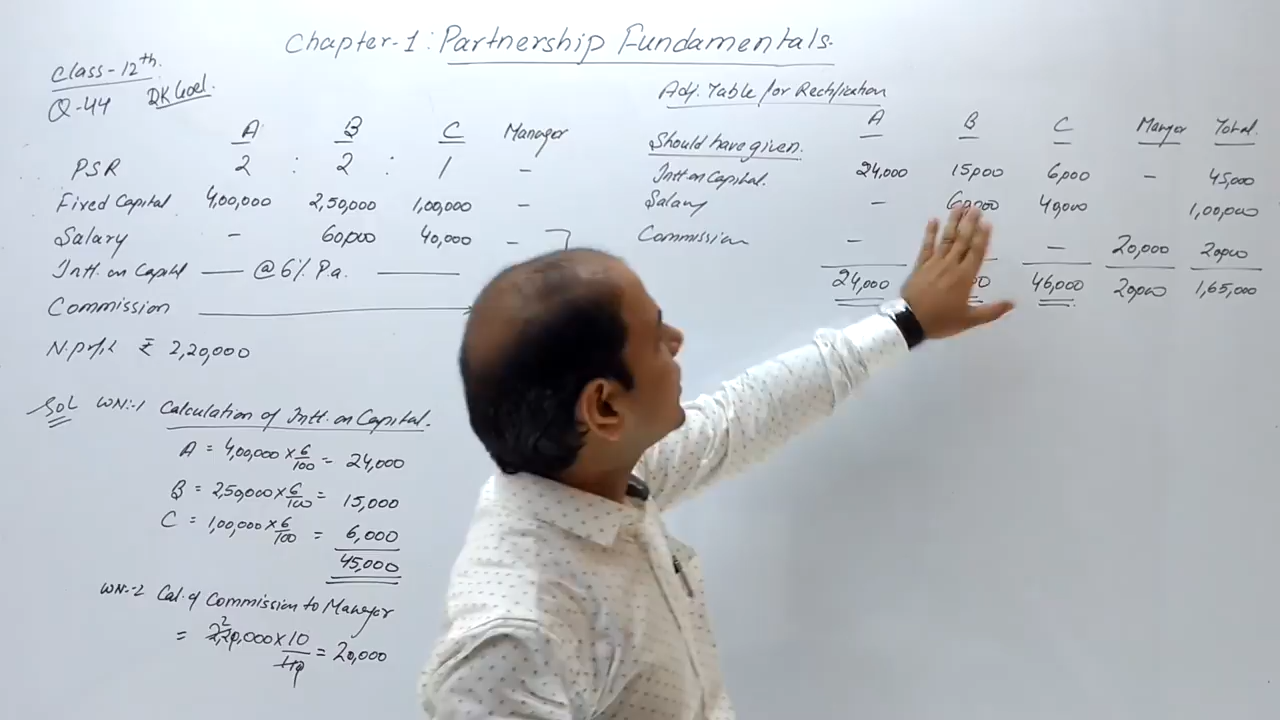 Chapter-1: Partnership Fundamentals.
Class-12th.
Q-44 DK Goel.
A B C Manager
PSR 2 : 2 : 1 -
Fixed Capital 4,00,000 2,50,000 1,00,000 -
Salary - 60,000 40,000 -
Intt. on Capital @ 6% P.a.
Commission
N. profit ₹ 2,20,000
Sol WN:-1 Calculation of Intt. on Capital.
A = 4,00,000 × 6/100 = 24,000
B = 2,50,000 × 6/100 = 15,000
C = 1,00,000 × 6/100 = 6,000
45,000
WN:-2 Cal. of Commission to Manager
= 2,20,000 × 10/110 = 20,000
Adj. Table for Rectification
A B C Manger Total.
Should have given.
Intt on Capital. 24,000 15,000 6,000 - 45,000
Salary - 60,000 40,000 1,00,000
Commission - - 20,000 20,000
24,000 46,000 20,000 1,65,000